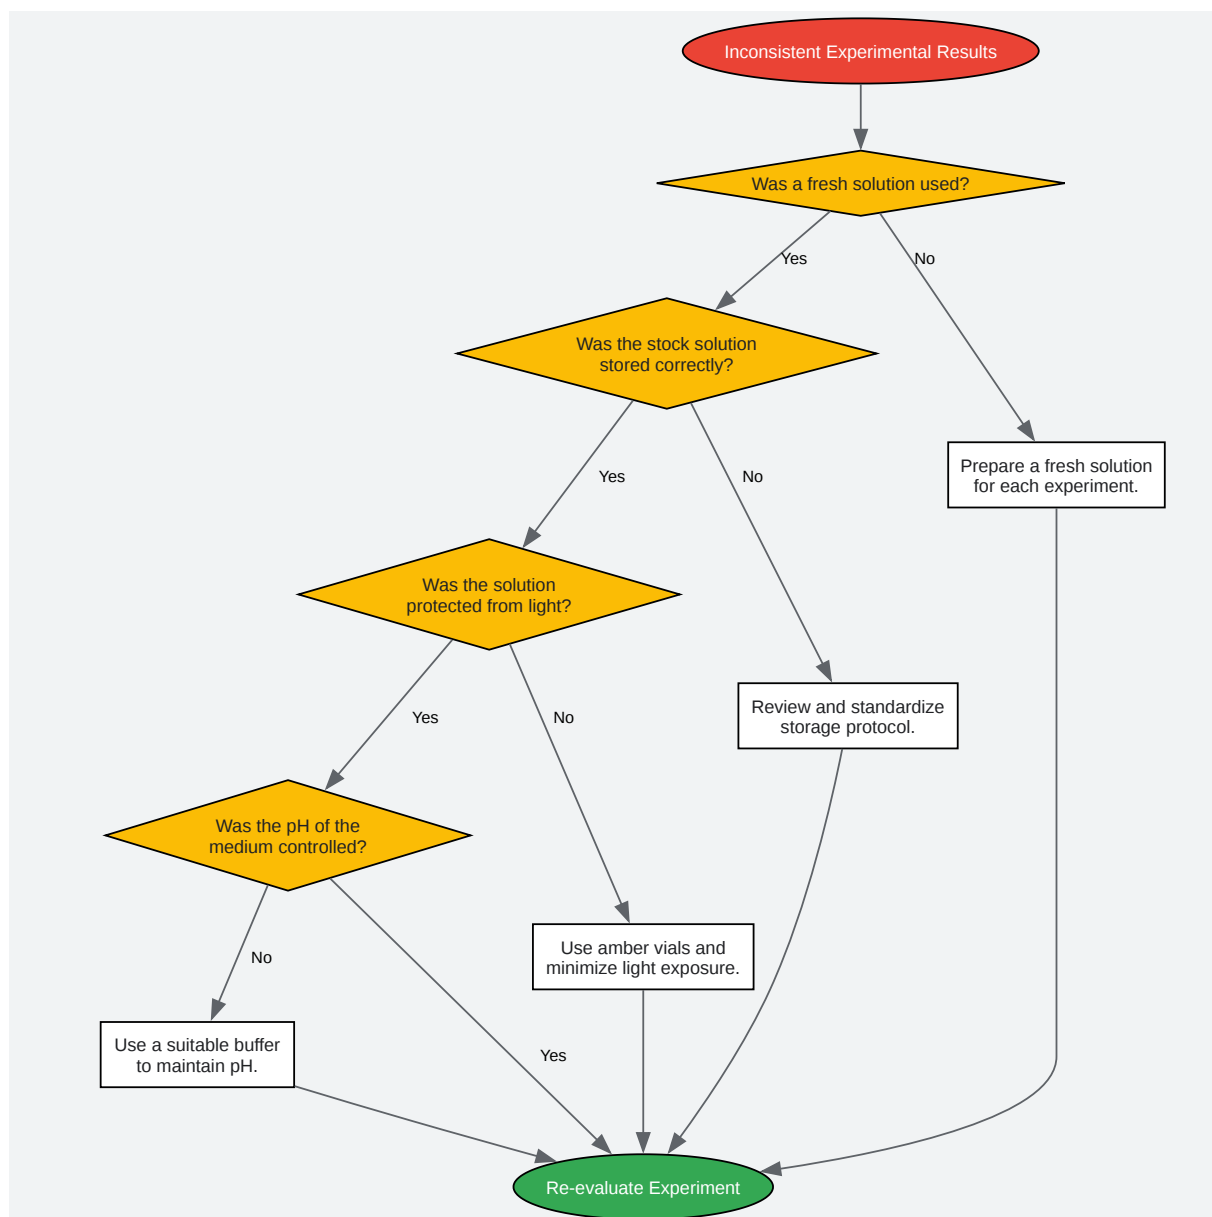 Inconsistent Experimental Results
Was a fresh solution used?
Yes
No
Was the stock solution
stored correctly?
Yes
No
Prepare a fresh solution
for each experiment.
Was the solution
protected from light?
Yes
No
Review and standardize
storage protocol.
Was the pH of the
medium controlled?
No
Use amber vials and
minimize light exposure.
Use a suitable buffer
to maintain pH.
Yes
Re-evaluate Experiment